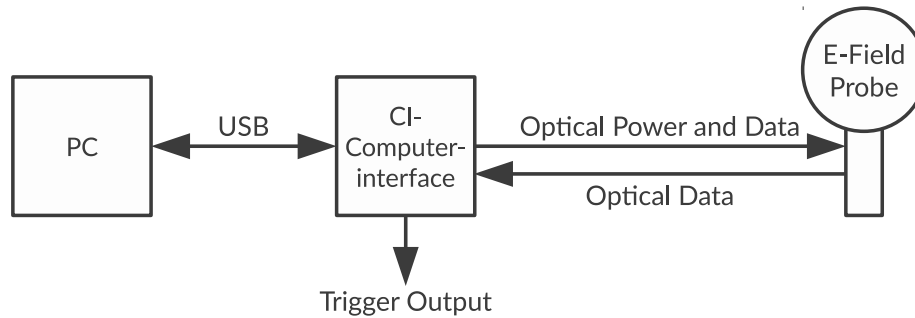 E-Field
Probe
PC
USB
CI-
Computer-
interface
Optical Power and Data
Optical Data
Trigger Output